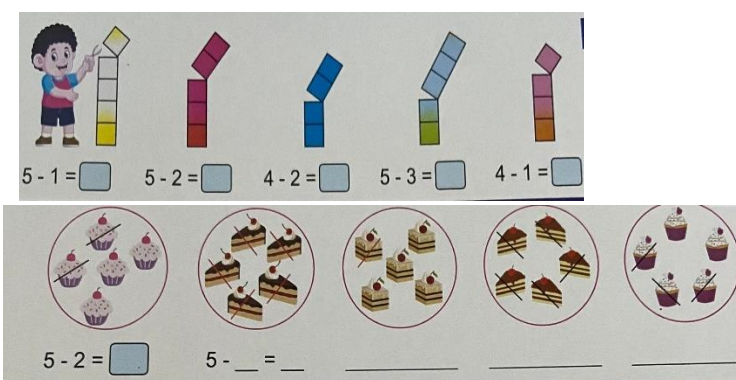 5 - 1 =
5 - 2 =
4 - 2 =
5 - 3 =
4 - 1 =
5 - 2 =
5 - __ = __